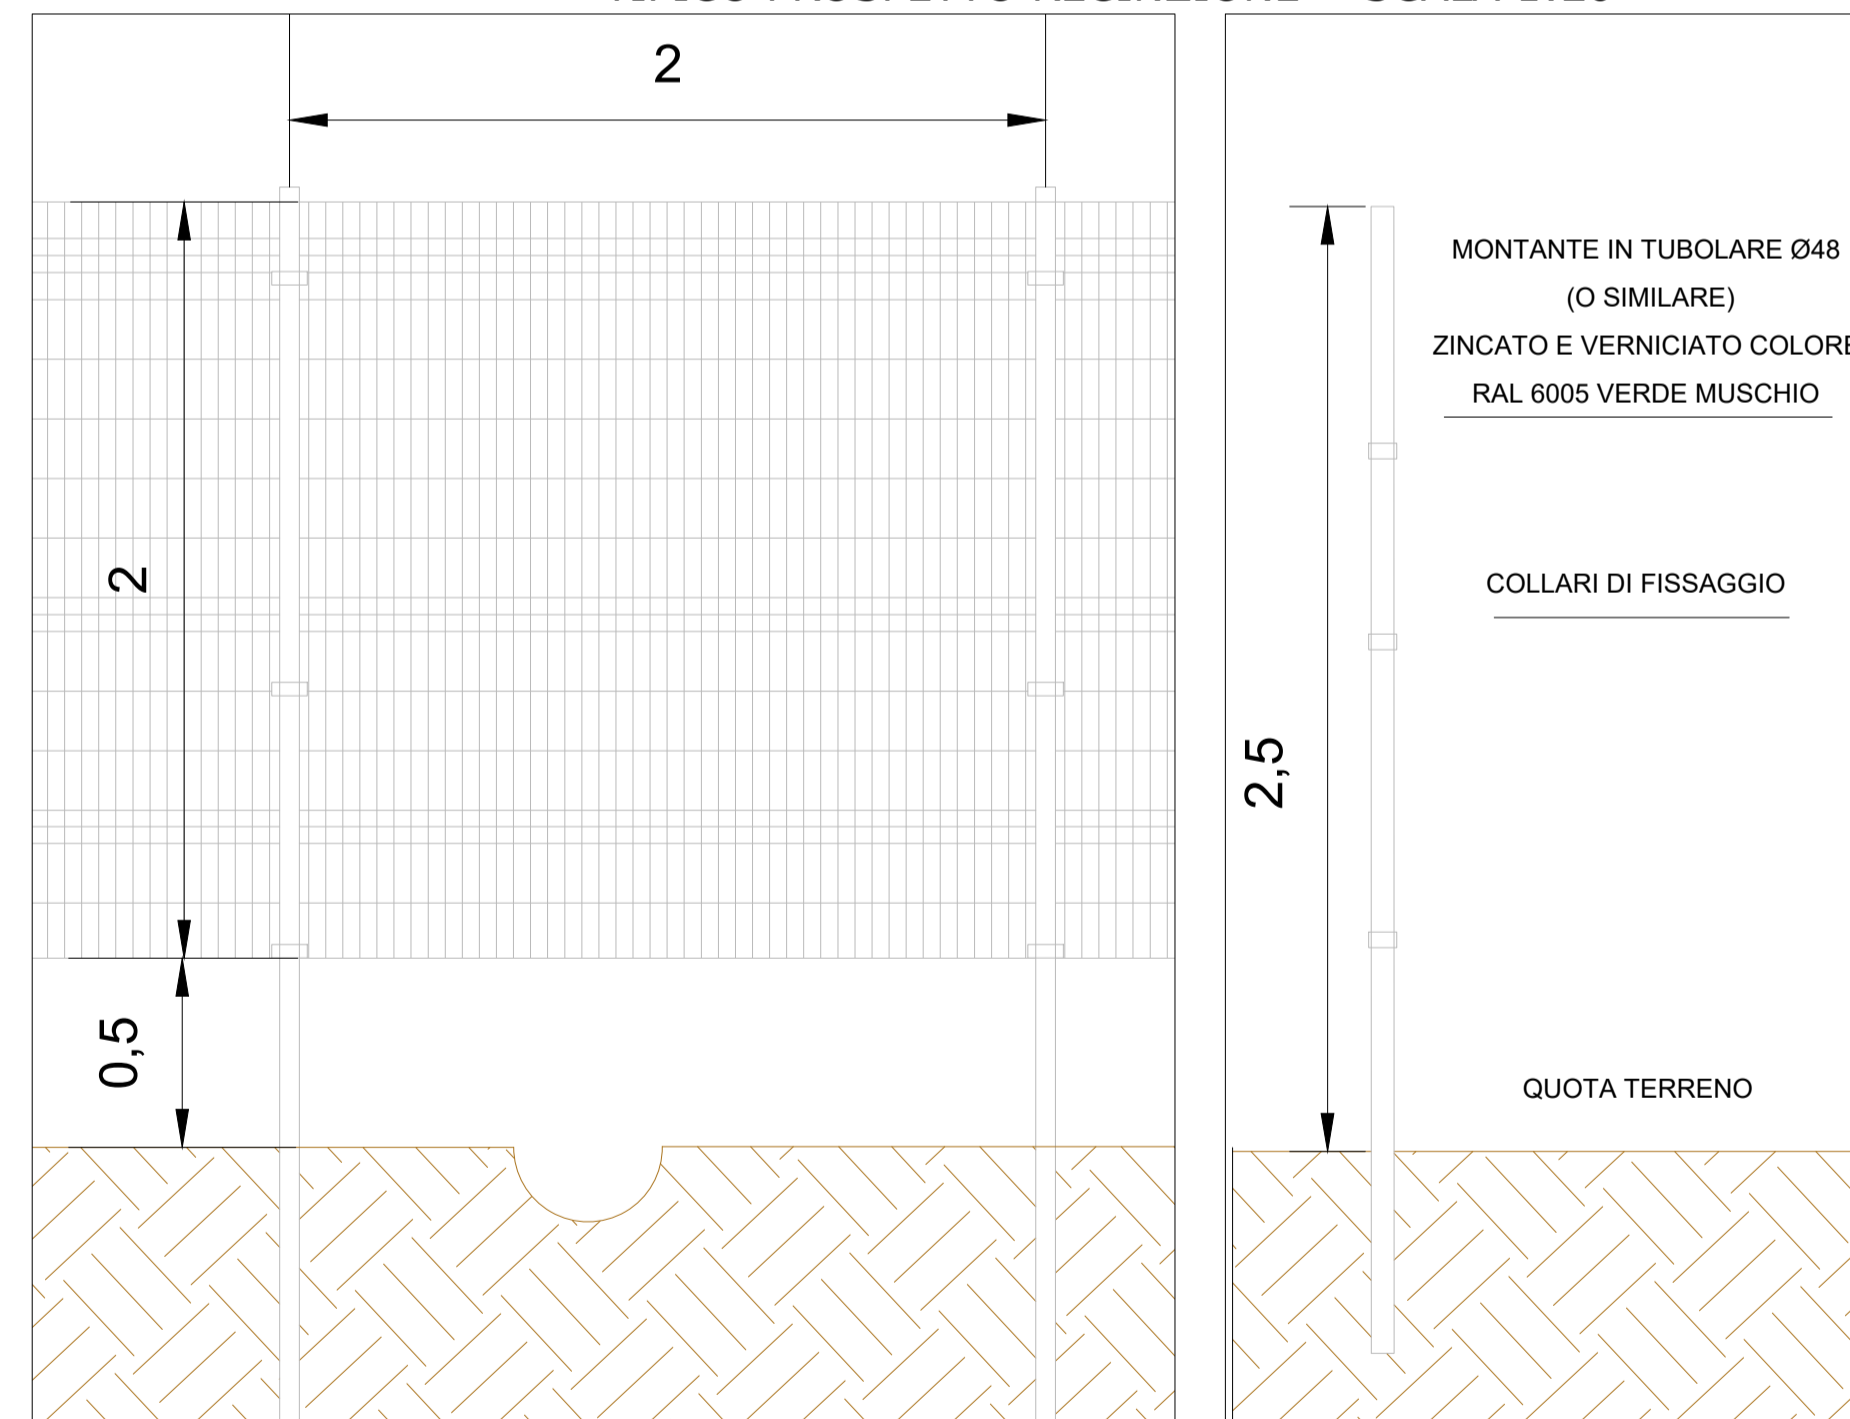 2
2
0,5
2,5
MONTANTE IN TUBOLARE Ø48
(O SIMILARE)
ZINCATO E VERNICIATO COLORE
RAL 6005 VERDE MUSCHIO
COLLARI DI FISSAGGIO
QUOTA TERRENO